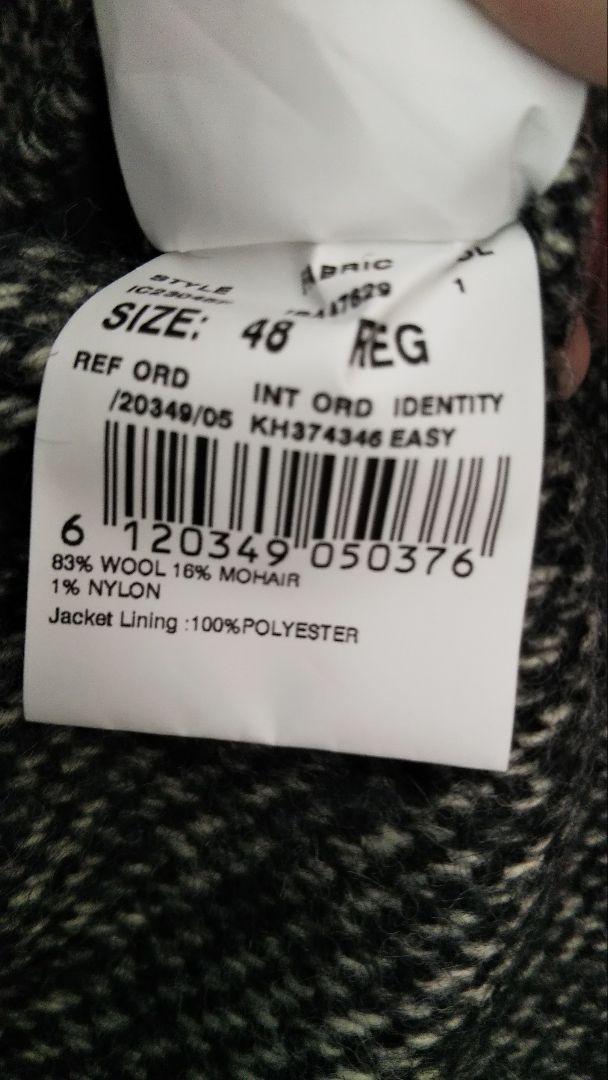 STYLE FABRIC
1
SIZE: 48 REG
REF ORD INT ORD IDENTITY
/20349/05 KH374346 EASY
6 120349 050376
83% WOOL 16% MOHAIR
1% NYLON
Jacket Lining :100%POLYESTER